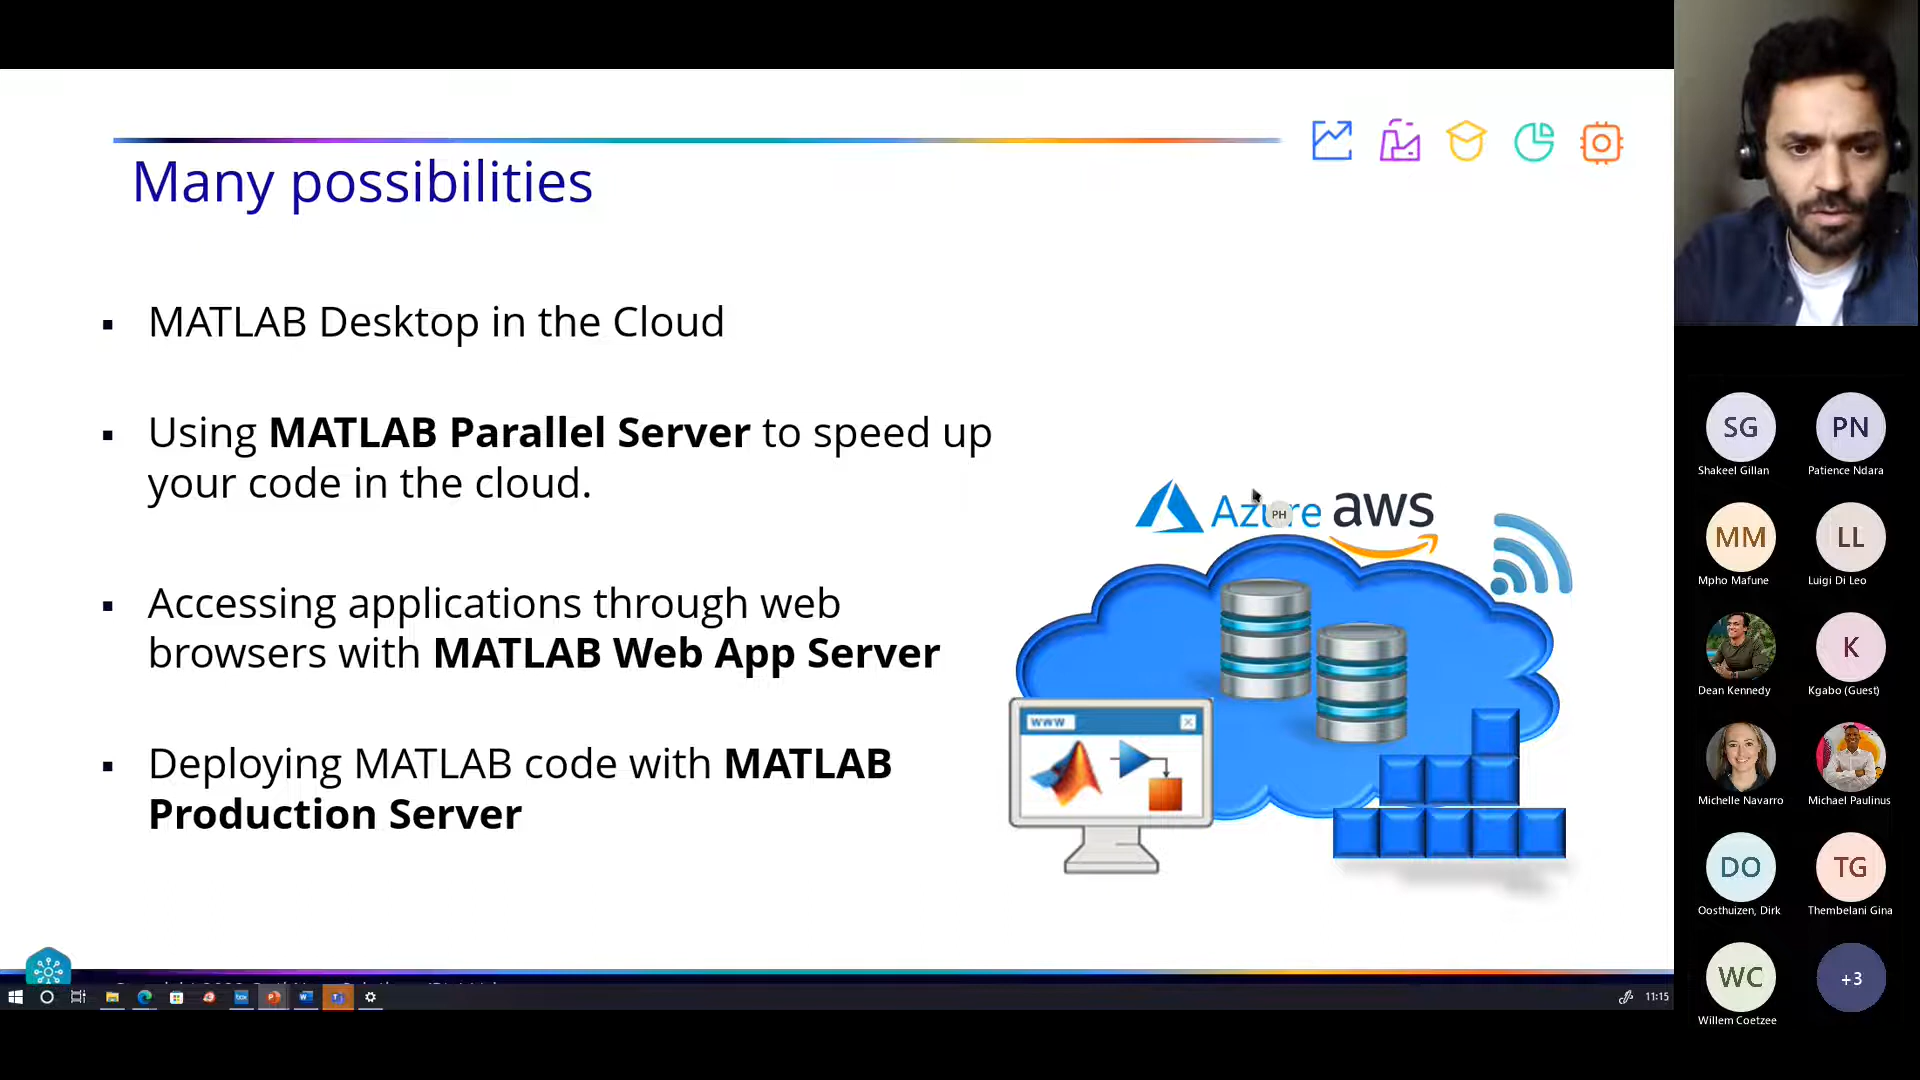 Many possibilities
▪ MATLAB Desktop in the Cloud
▪ Using MATLAB Parallel Server to speed up
your code in the cloud.
▪ Accessing applications through web
browsers with MATLAB Web App Server
▪ Deploying MATLAB code with MATLAB
Production Server
Azure aws
PH
www
11:15
SG PN
Shakeel Gillan Patience Ndara
MM LL
Mpho Mafune Luigi Di Leo
K
Dean Kennedy Kgabo (Guest)
Michelle Navarro Michael Paulinus
DO TG
Oosthuizen, Dirk Thembelani Gina
WC +3
Willem Coetzee